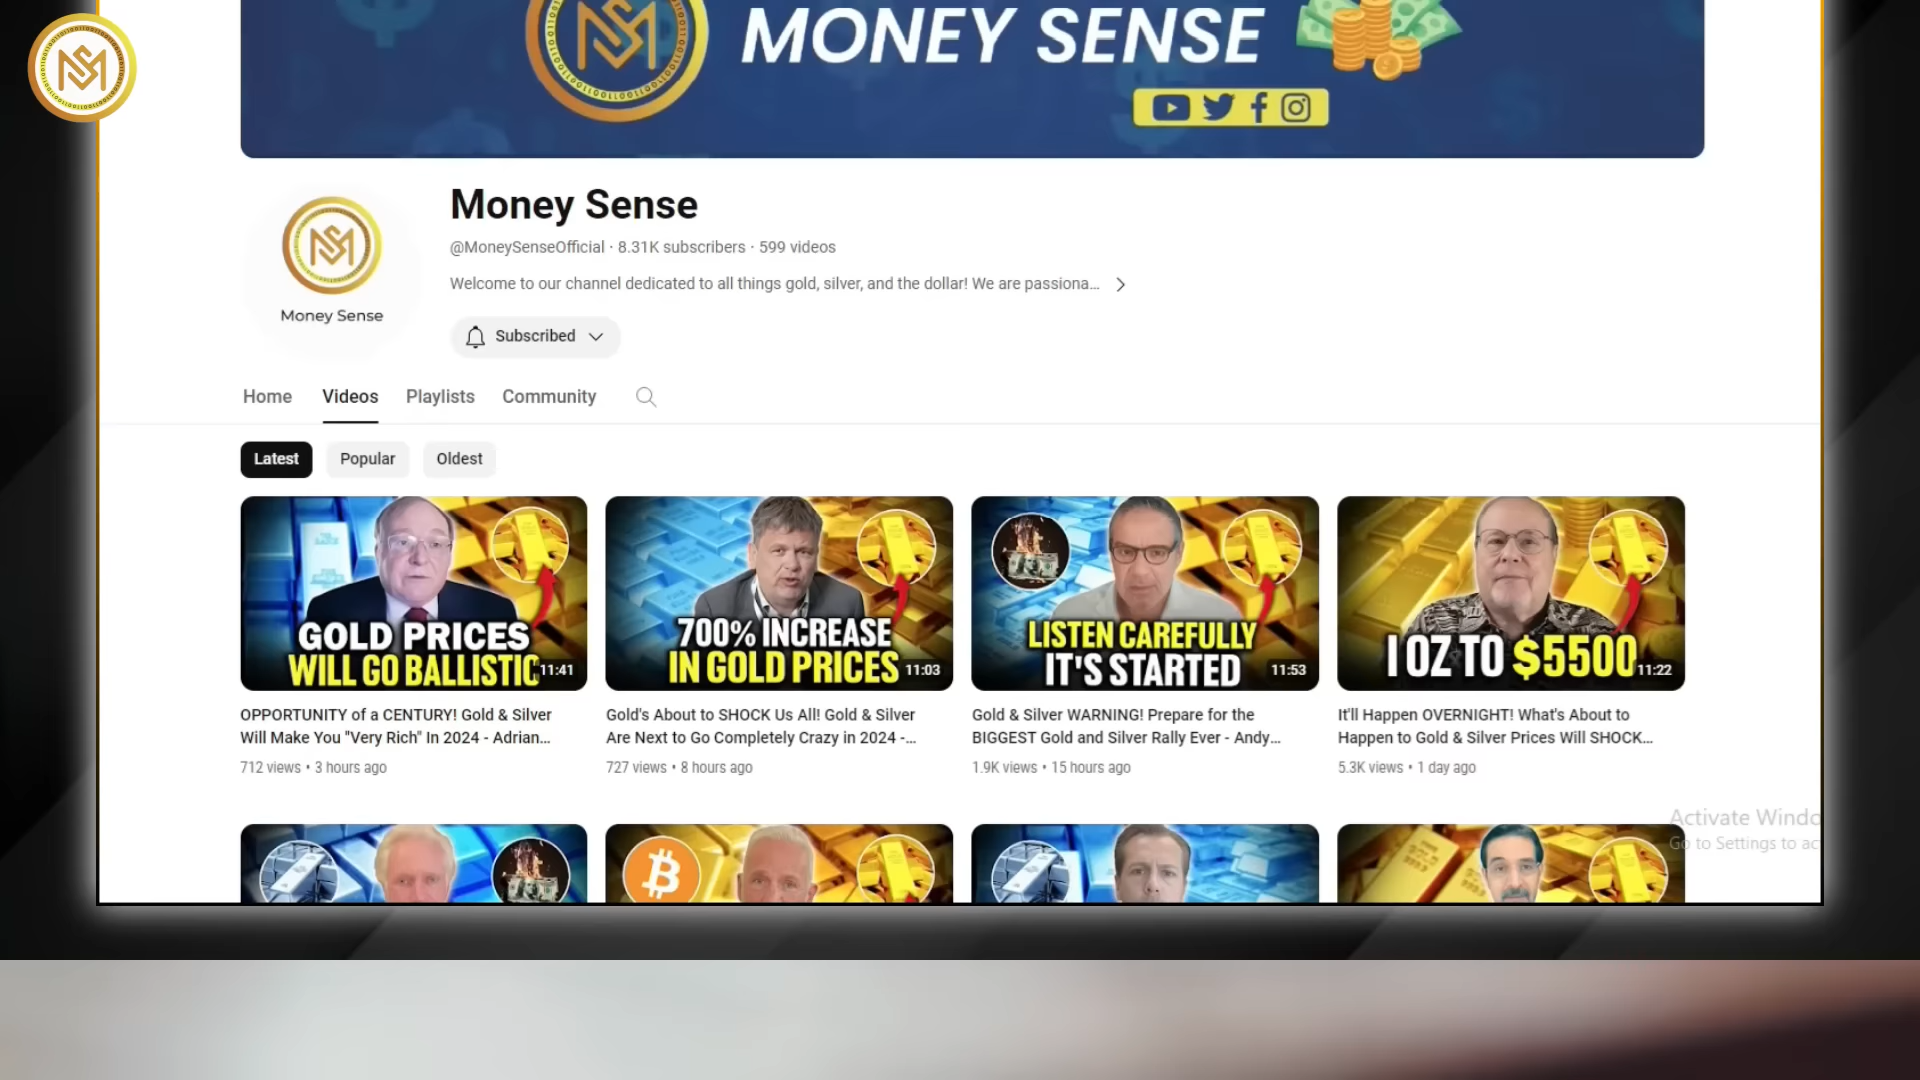 MONEY SENSE
Money Sense
@MoneySenseOfficial · 8.31K subscribers · 599 videos
Welcome to our channel dedicated to all things gold, silver, and the dollar! We are passiona...
Money Sense
Subscribed
Home Videos Playlists Community
Latest Popular Oldest
GOLD PRICES
WILL GO BALLISTIC
11:41
700% INCREASE
IN GOLD PRICES
11:03
LISTEN CAREFULLY
IT'S STARTED
11:53
1 OZ TO $5500
11:22
OPPORTUNITY of a CENTURY! Gold & Silver
Will Make You "Very Rich" In 2024 - Adrian...
712 views • 3 hours ago
Gold's About to SHOCK Us All! Gold & Silver
Are Next to Go Completely Crazy in 2024 -...
727 views • 8 hours ago
Gold & Silver WARNING! Prepare for the
BIGGEST Gold and Silver Rally Ever - Andy...
1.9K views • 15 hours ago
It'll Happen OVERNIGHT! What's About to
Happen to Gold & Silver Prices Will SHOCK...
5.3K views • 1 day ago
Activate Windo
Go to Settings to ac